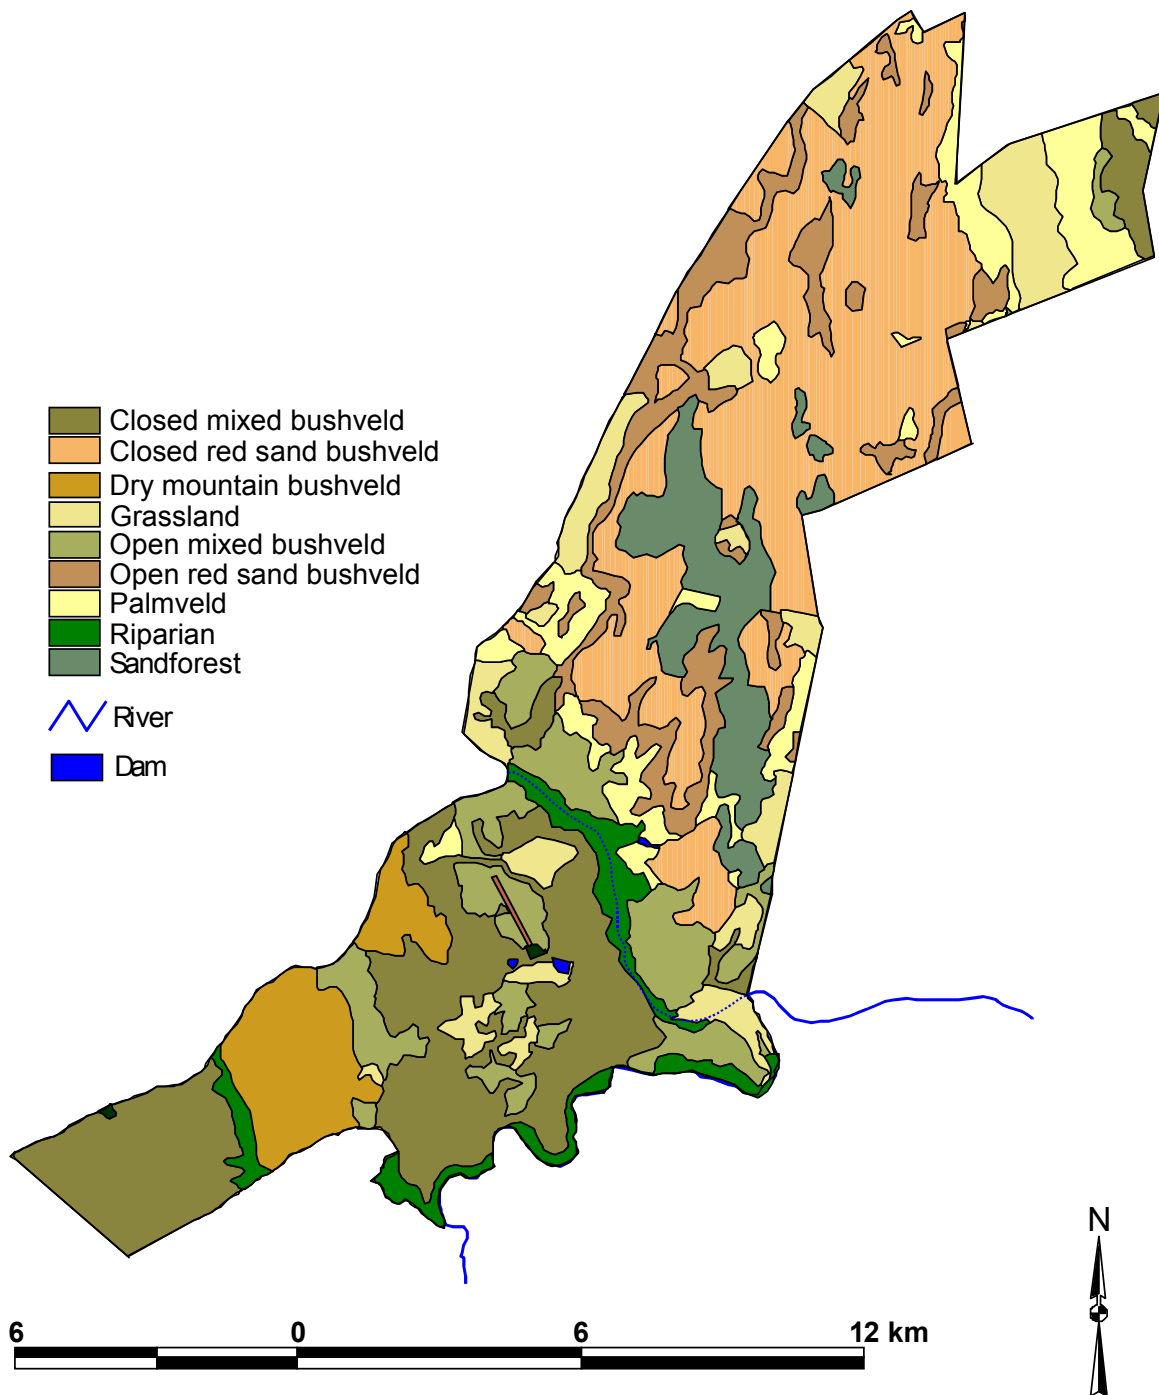 Closed mixed bushveld
Closed red sand bushveld
Dry mountain bushveld
Grassland
Open mixed bushveld
Open red sand bushveld
Palmveld
Riparian
Sandforest
River
Dam
N
6 0 6 12 km